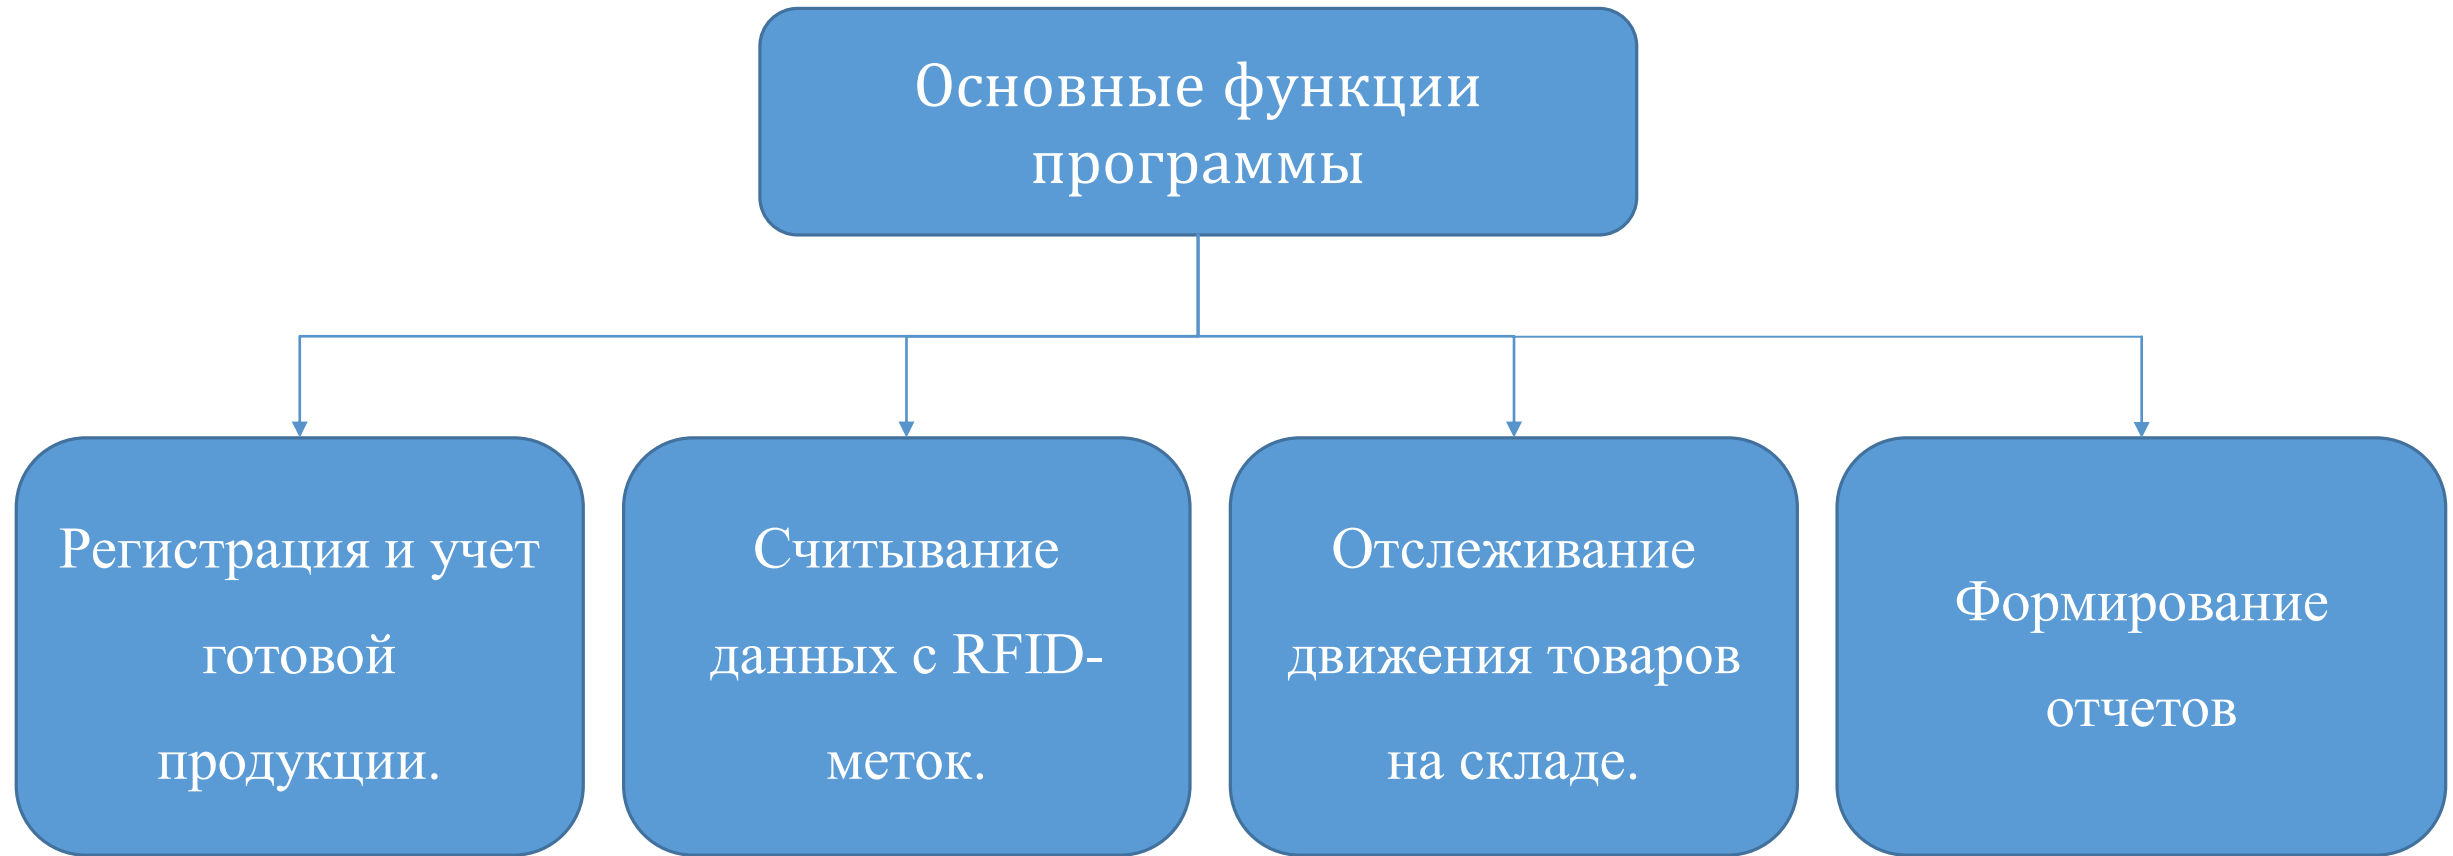 Основные функции
программы
Регистрация и учет
готовой
продукции.
Считывание
данных с RFID-
меток.
Отслеживание
движения товаров
на складе.
Формирование
отчетов